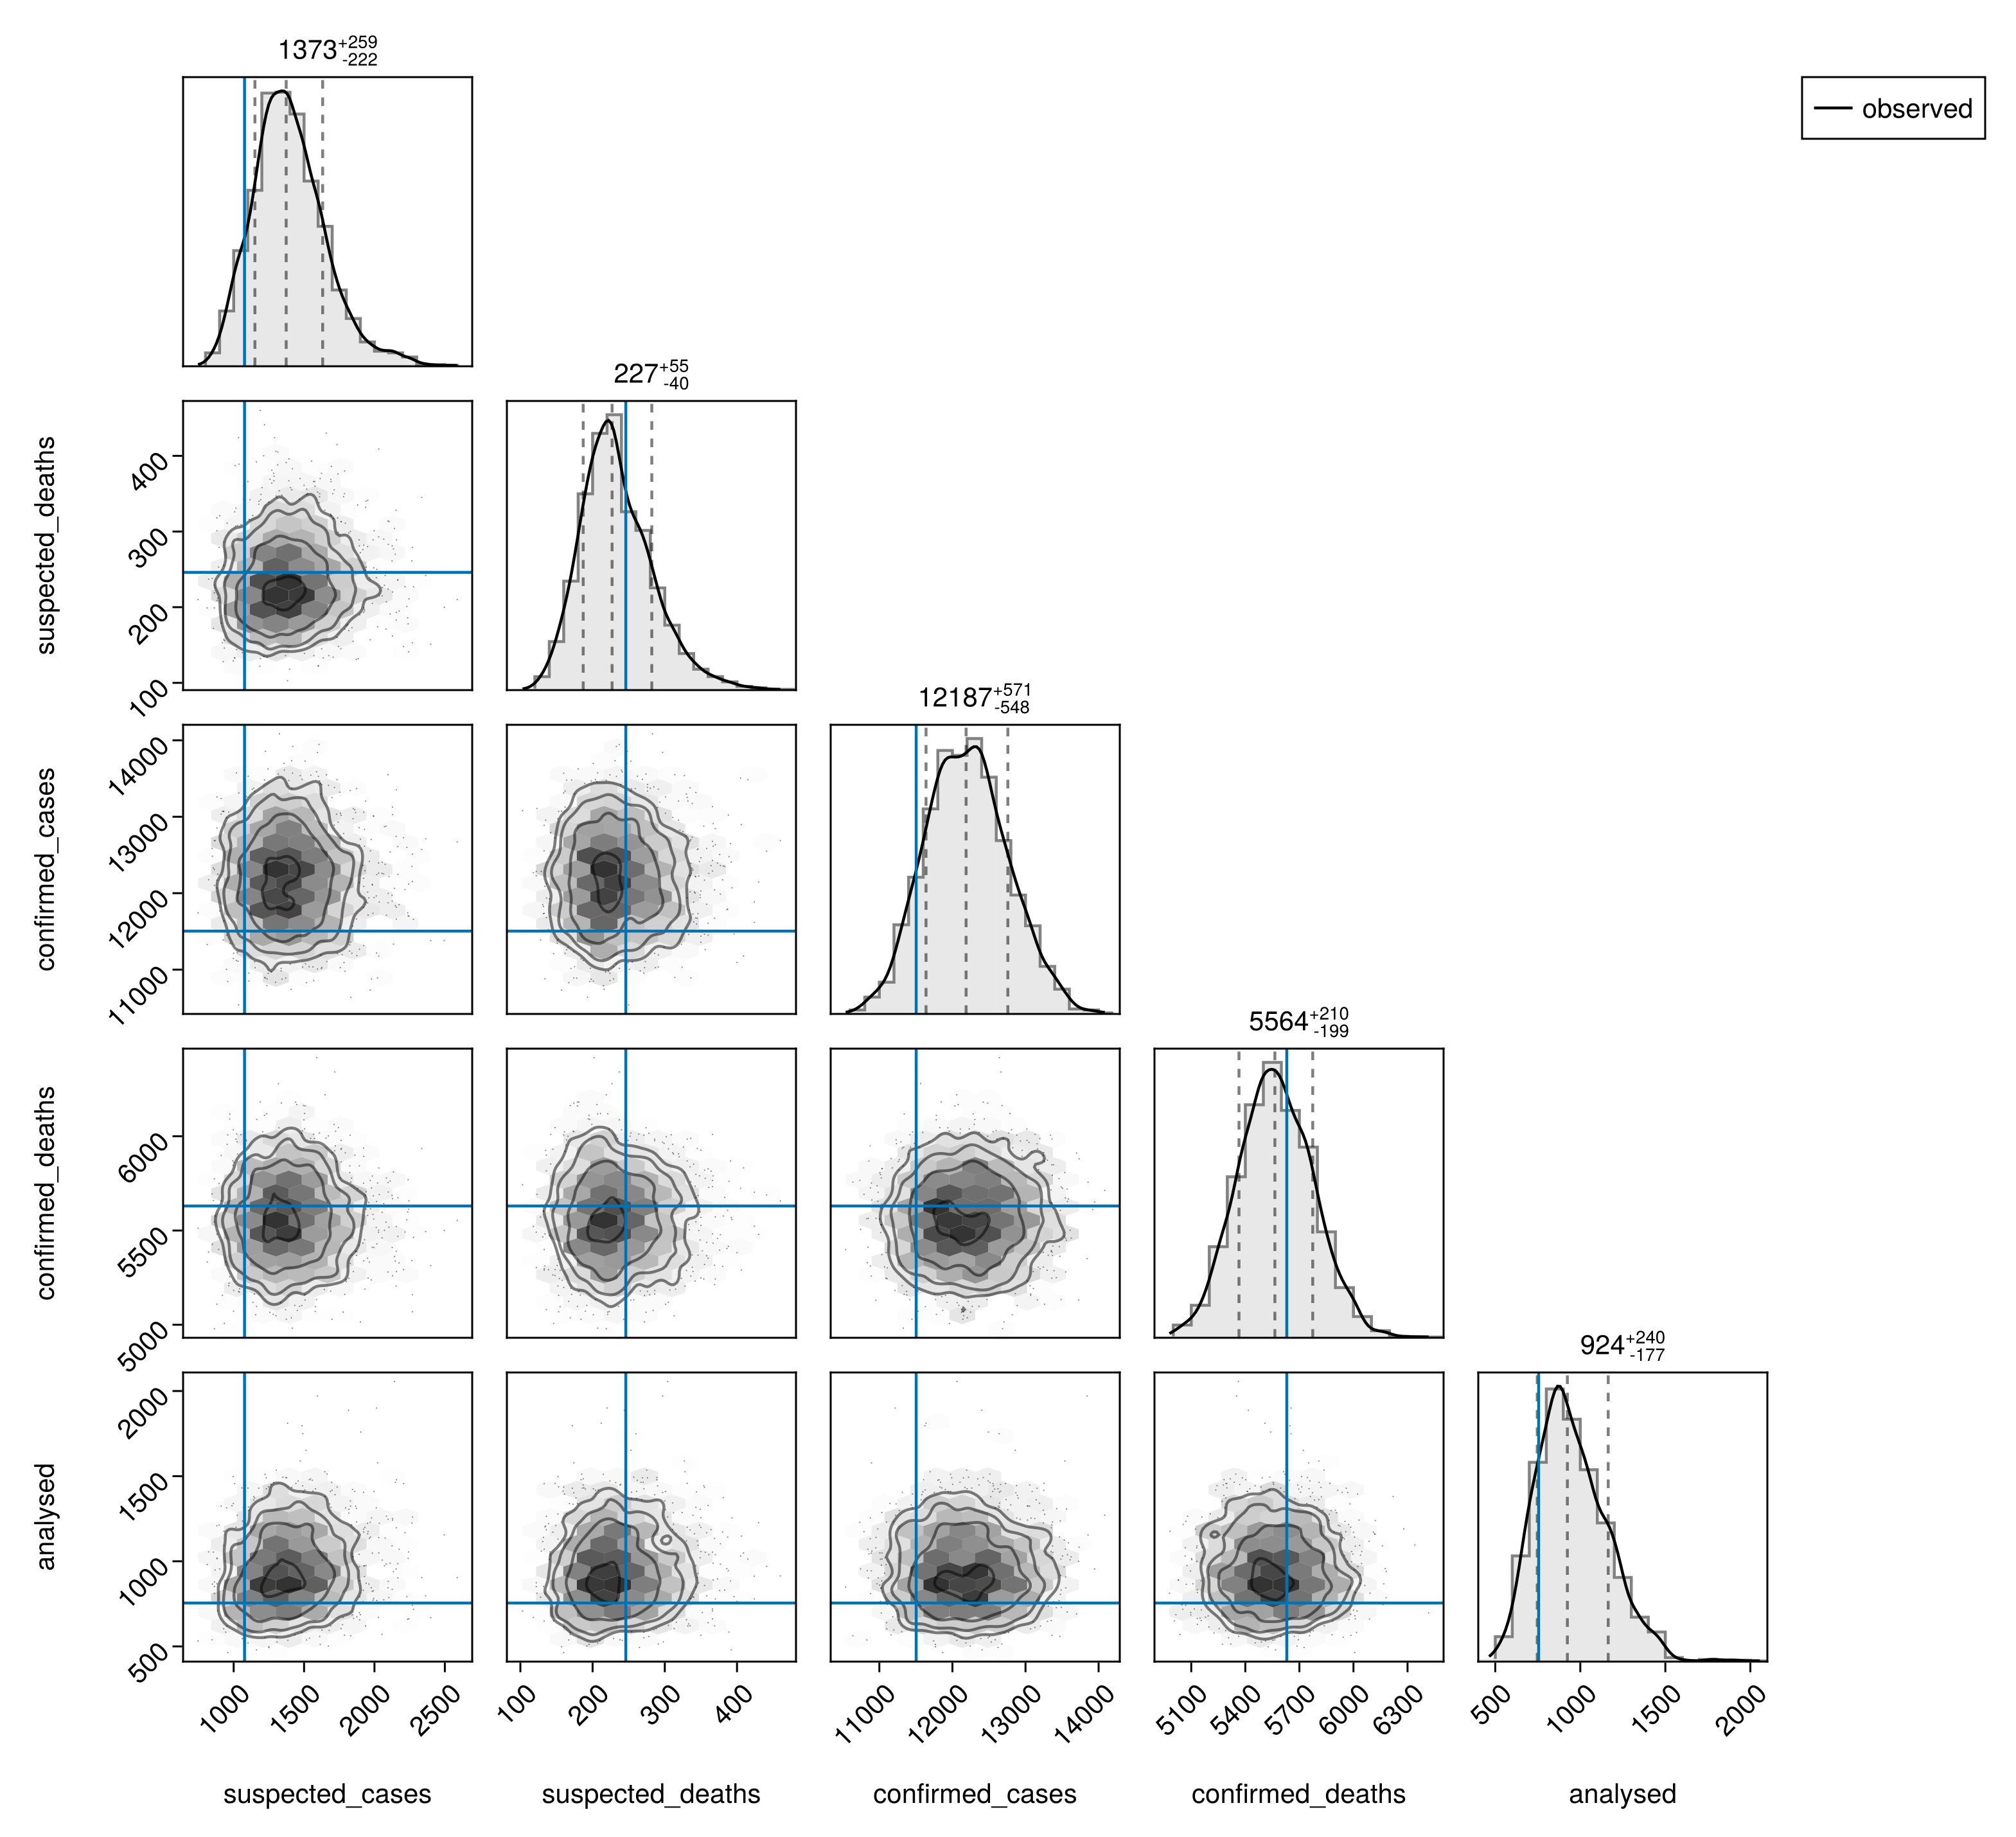 1373+259-222
observed
227+55-40
suspected_deaths
400
300
200
100
12187+571-548
confirmed_cases
14000
13000
12000
11000
5564+210-199
confirmed_deaths
6000
5500
5000
924+240-177
analysed
2000
1500
1000
500
1000 1500 2000 2500 100 200 300 400 11000 12000 13000 14000 5100 5400 5700 6000 6300 500 1000 1500 2000
suspected_cases suspected_deaths confirmed_cases confirmed_deaths analysed